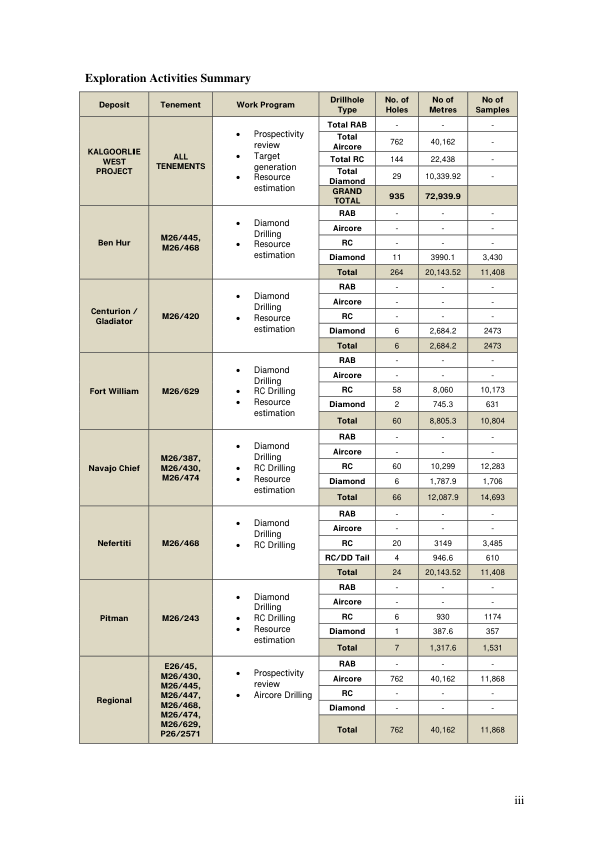 Exploration Activities Summary
Deposit Tenement Work Program Drillhole Type No. of Holes No of Metres No of Samples
KALGOORLIE WEST PROJECT ALL TENEMENTS
• Prospectivity review
• Target generation
• Resource estimation
Total RAB - - -
Total Aircore 762 40,162 -
Total RC 144 22,438 -
Total Diamond 29 10,339.92 -
GRAND TOTAL 935 72,939.9
Ben Hur M26/445, M26/468
• Diamond Drilling
• Resource estimation
RAB - - -
Aircore - - -
RC - - -
Diamond 11 3990.1 3,430
Total 264 20,143.52 11,408
Centurion / Gladiator M26/420
• Diamond Drilling
• Resource estimation
RAB - - -
Aircore - - -
RC - - -
Diamond 6 2,684.2 2473
Total 6 2,684.2 2473
Fort William M26/629
• Diamond Drilling
• RC Drilling
• Resource estimation
RAB - - -
Aircore - - -
RC 58 8,060 10,173
Diamond 2 745.3 631
Total 60 8,805.3 10,804
Navajo Chief M26/387, M26/430, M26/474
• Diamond Drilling
• RC Drilling
• Resource estimation
RAB - - -
Aircore - - -
RC 60 10,299 12,283
Diamond 6 1,787.9 1,706
Total 66 12,087.9 14,693
Nefertiti M26/468
• Diamond Drilling
• RC Drilling
RAB - - -
Aircore - - -
RC 20 3149 3,485
RC/DD Tail 4 946.6 610
Total 24 20,143.52 11,408
Pitman M26/243
• Diamond Drilling
• RC Drilling
• Resource estimation
RAB - - -
Aircore - - -
RC 6 930 1174
Diamond 1 387.6 357
Total 7 1,317.6 1,531
Regional E26/45, M26/430, M26/445, M26/447, M26/468, M26/474, M26/629, P26/2571
• Prospectivity review
• Aircore Drilling
RAB - - -
Aircore 762 40,162 11,868
RC - - -
Diamond - - -
Total 762 40,162 11,868
iii